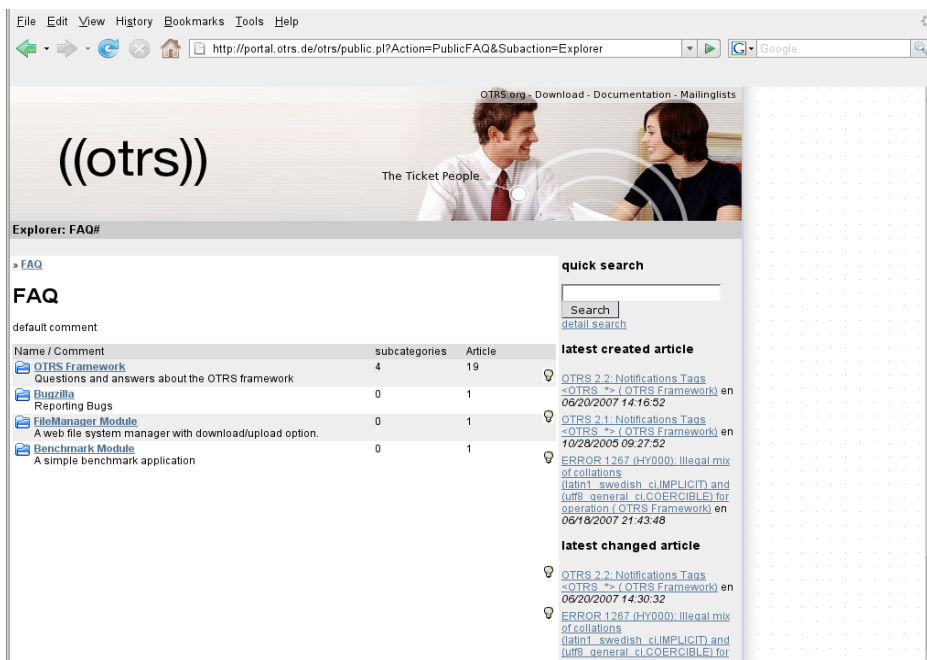 File Edit View History Bookmarks Tools Help
http://portal.otrs.de/otrs/public.pl?Action=PublicFAQ&Subaction=Explorer
G Google
OTRS.org - Download - Documentation - Mailinglists
((otrs))
The Ticket People.
Explorer: FAQ#
» FAQ
FAQ
default comment
Name / Comment subcategories Article
OTRS Framework 4 19
Questions and answers about the OTRS framework
Bugzilla 0 1
Reporting Bugs
FileManager Module 0 1
A web file system manager with download/upload option.
Benchmark Module 0 1
A simple benchmark application
quick search
Search
detail search
latest created article
OTRS 2.2: Notifications Tags
<OTRS_*> ( OTRS Framework) en
06/20/2007 14:16:52
OTRS 2.1: Notifications Tags
<OTRS_*> ( OTRS Framework) en
10/28/2005 09:27:52
ERROR 1267 (HY000): Illegal mix
of collations
(latin1_swedish_ci,IMPLICIT) and
(utf8_general_ci,COERCIBLE) for
operation ( OTRS Framework) en
06/18/2007 21:43:48
latest changed article
OTRS 2.2: Notifications Tags
<OTRS_*> ( OTRS Framework) en
06/20/2007 14:30:32
ERROR 1267 (HY000): Illegal mix
of collations
(latin1_swedish_ci,IMPLICIT) and
(utf8_general_ci,COERCIBLE) for